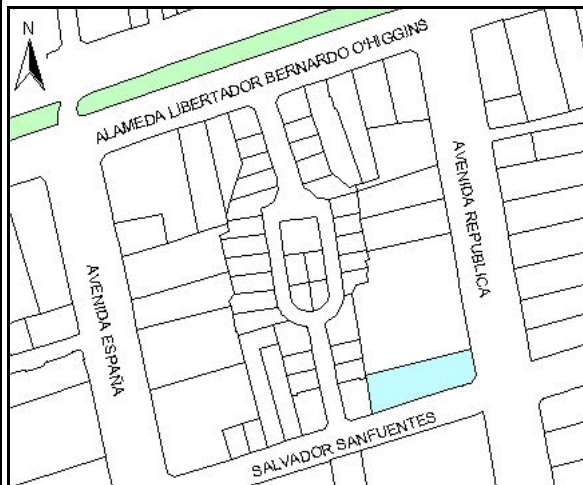 N
ALAMEDA LIBERTADOR BERNARDO O'HIGGINS
AVENIDA REPUBLICA
AVENIDA ESPAÑA
SALVADOR SANFUENTES